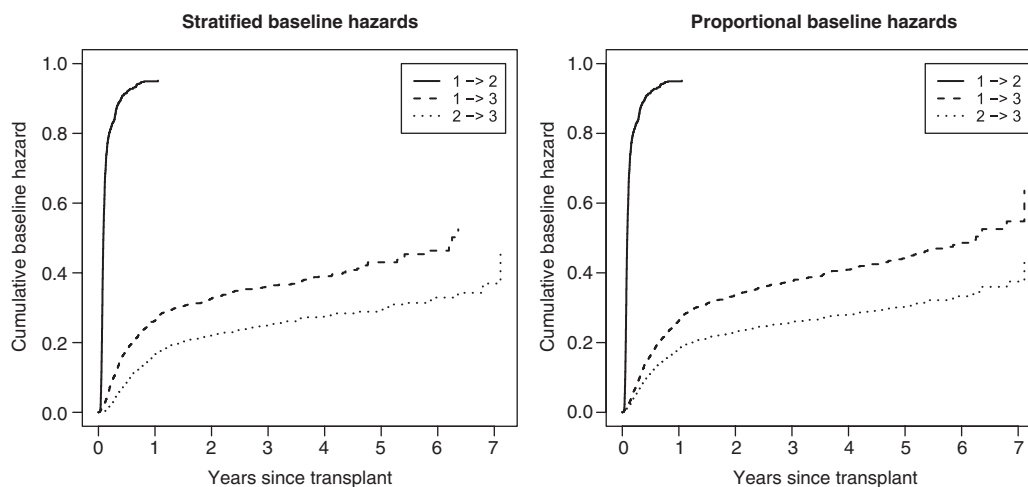 Stratified baseline hazards
Cumulative baseline hazard
1.0
0.8
0.6
0.4
0.2
0.0
1 −> 2
1 −> 3
2 −> 3
0 1 2 3 4 5 6 7
Years since transplant
Proportional baseline hazards
Cumulative baseline hazard
1.0
0.8
0.6
0.4
0.2
0.0
1 −> 2
1 −> 3
2 −> 3
0 1 2 3 4 5 6 7
Years since transplant